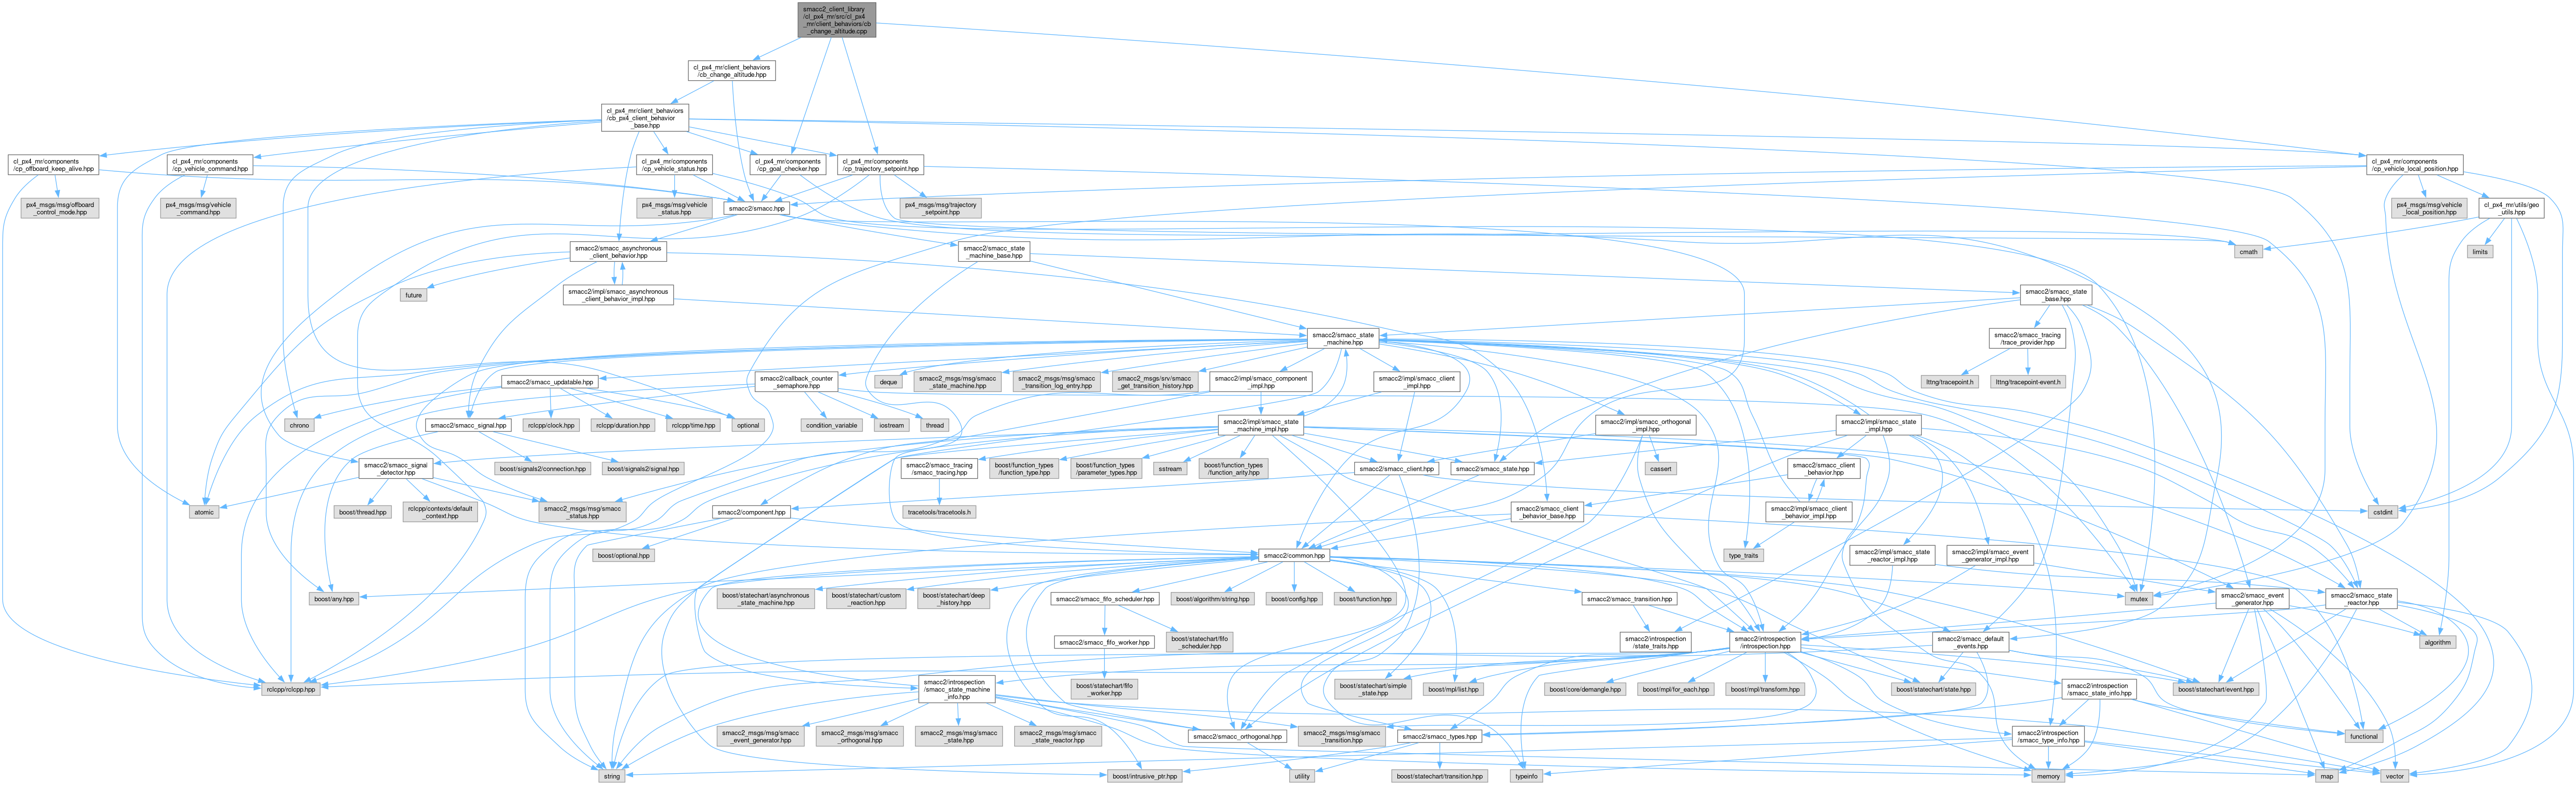 smacc2_client_library
/cl_px4_mr/src/cl_px4
_mr/client_behaviors/cb
_change_altitude.cpp
cl_px4_mr/client_behaviors
/cb_change_altitude.hpp
cl_px4_mr/client_behaviors
/cb_px4_client_behavior
_base.hpp
cl_px4_mr/components
/cp_offboard_keep_alive.hpp
cl_px4_mr/components
/cp_vehicle_command.hpp
cl_px4_mr/components
/cp_vehicle_status.hpp
cl_px4_mr/components
/cp_goal_checker.hpp
cl_px4_mr/components
/cp_trajectory_setpoint.hpp
cl_px4_mr/components
/cp_vehicle_local_position.hpp
px4_msgs/msg/offboard
_control_mode.hpp
px4_msgs/msg/vehicle
_command.hpp
px4_msgs/msg/vehicle
_status.hpp
smacc2/smacc.hpp
px4_msgs/msg/trajectory
_setpoint.hpp
px4_msgs/msg/vehicle
_local_position.hpp
cl_px4_mr/utils/geo
_utils.hpp
smacc2/smacc_asynchronous
_client_behavior.hpp
smacc2/smacc_state
_machine_base.hpp
cmath
limits
future
smacc2/impl/smacc_asynchronous
_client_behavior_impl.hpp
smacc2/smacc_state
_base.hpp
smacc2/smacc_state
_machine.hpp
smacc2/smacc_tracing
/trace_provider.hpp
smacc2/smacc_updatable.hpp
smacc2/callback_counter
_semaphore.hpp
deque
smacc2_msgs/msg/smacc
_state_machine.hpp
smacc2_msgs/msg/smacc
_transition_log_entry.hpp
smacc2_msgs/srv/smacc
_get_transition_history.hpp
smacc2/impl/smacc_component
_impl.hpp
smacc2/impl/smacc_client
_impl.hpp
lttng/tracepoint.h
lttng/tracepoint-event.h
chrono
smacc2/smacc_signal.hpp
rclcpp/clock.hpp
rclcpp/duration.hpp
rclcpp/time.hpp
optional
condition_variable
iostream
thread
smacc2/impl/smacc_state
_machine_impl.hpp
smacc2/impl/smacc_orthogonal
_impl.hpp
smacc2/impl/smacc_state
_impl.hpp
smacc2/smacc_signal
_detector.hpp
boost/signals2/connection.hpp
boost/signals2/signal.hpp
smacc2/smacc_tracing
/smacc_tracing.hpp
boost/function_types
/function_type.hpp
boost/function_types
/parameter_types.hpp
sstream
boost/function_types
/function_arity.hpp
smacc2/smacc_client.hpp
smacc2/smacc_state.hpp
cassert
smacc2/smacc_client
_behavior.hpp
atomic
boost/thread.hpp
rclcpp/contexts/default
_context.hpp
smacc2_msgs/msg/smacc
_status.hpp
smacc2/component.hpp
tracetools/tracetools.h
smacc2/smacc_client
_behavior_base.hpp
smacc2/impl/smacc_client
_behavior_impl.hpp
cstdint
boost/optional.hpp
smacc2/common.hpp
type_traits
smacc2/impl/smacc_state
_reactor_impl.hpp
smacc2/impl/smacc_event
_generator_impl.hpp
boost/any.hpp
boost/statechart/asynchronous
_state_machine.hpp
boost/statechart/custom
_reaction.hpp
boost/statechart/deep
_history.hpp
smacc2/smacc_fifo_scheduler.hpp
boost/algorithm/string.hpp
boost/config.hpp
boost/function.hpp
smacc2/smacc_transition.hpp
mutex
smacc2/smacc_event
_generator.hpp
smacc2/smacc_state
_reactor.hpp
smacc2/smacc_fifo_worker.hpp
boost/statechart/fifo
_scheduler.hpp
smacc2/introspection
/state_traits.hpp
smacc2/introspection
/introspection.hpp
smacc2/smacc_default
_events.hpp
algorithm
rclcpp/rclcpp.hpp
smacc2/introspection
/smacc_state_machine
_info.hpp
boost/statechart/fifo
_worker.hpp
boost/statechart/simple
_state.hpp
boost/mpl/list.hpp
boost/core/demangle.hpp
boost/mpl/for_each.hpp
boost/mpl/transform.hpp
boost/statechart/state.hpp
smacc2/introspection
/smacc_state_info.hpp
boost/statechart/event.hpp
smacc2_msgs/msg/smacc
_event_generator.hpp
smacc2_msgs/msg/smacc
_orthogonal.hpp
smacc2_msgs/msg/smacc
_state.hpp
smacc2_msgs/msg/smacc
_state_reactor.hpp
smacc2/smacc_orthogonal.hpp
smacc2_msgs/msg/smacc
_transition.hpp
smacc2/smacc_types.hpp
smacc2/introspection
/smacc_type_info.hpp
functional
string
boost/intrusive_ptr.hpp
utility
boost/statechart/transition.hpp
typeinfo
memory
map
vector